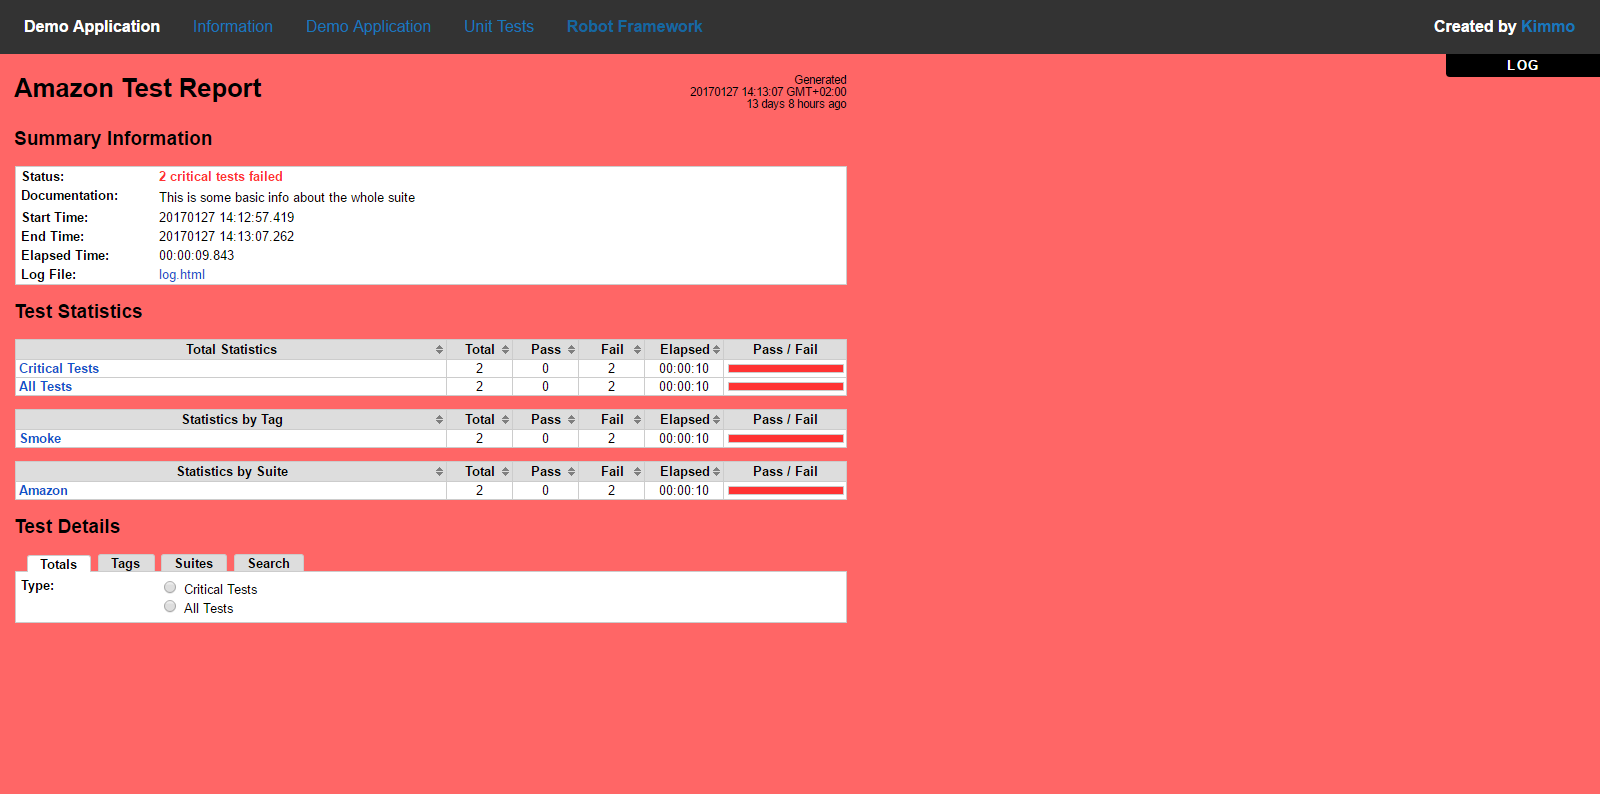 Demo Application Information Demo Application Unit Tests Robot Framework Created by Kimmo
LOG
Amazon Test Report
Generated
20170127 14:13:07 GMT+02:00
13 days 8 hours ago
Summary Information
Status: 2 critical tests failed
Documentation: This is some basic info about the whole suite
Start Time: 20170127 14:12:57.419
End Time: 20170127 14:13:07.262
Elapsed Time: 00:00:09.843
Log File: log.html
Test Statistics
Total Statistics Total Pass Fail Elapsed Pass / Fail
Critical Tests 2 0 2 00:00:10
All Tests 2 0 2 00:00:10
Statistics by Tag Total Pass Fail Elapsed Pass / Fail
Smoke 2 0 2 00:00:10
Statistics by Suite Total Pass Fail Elapsed Pass / Fail
Amazon 2 0 2 00:00:10
Test Details
Totals Tags Suites Search
Type: Critical Tests
All Tests